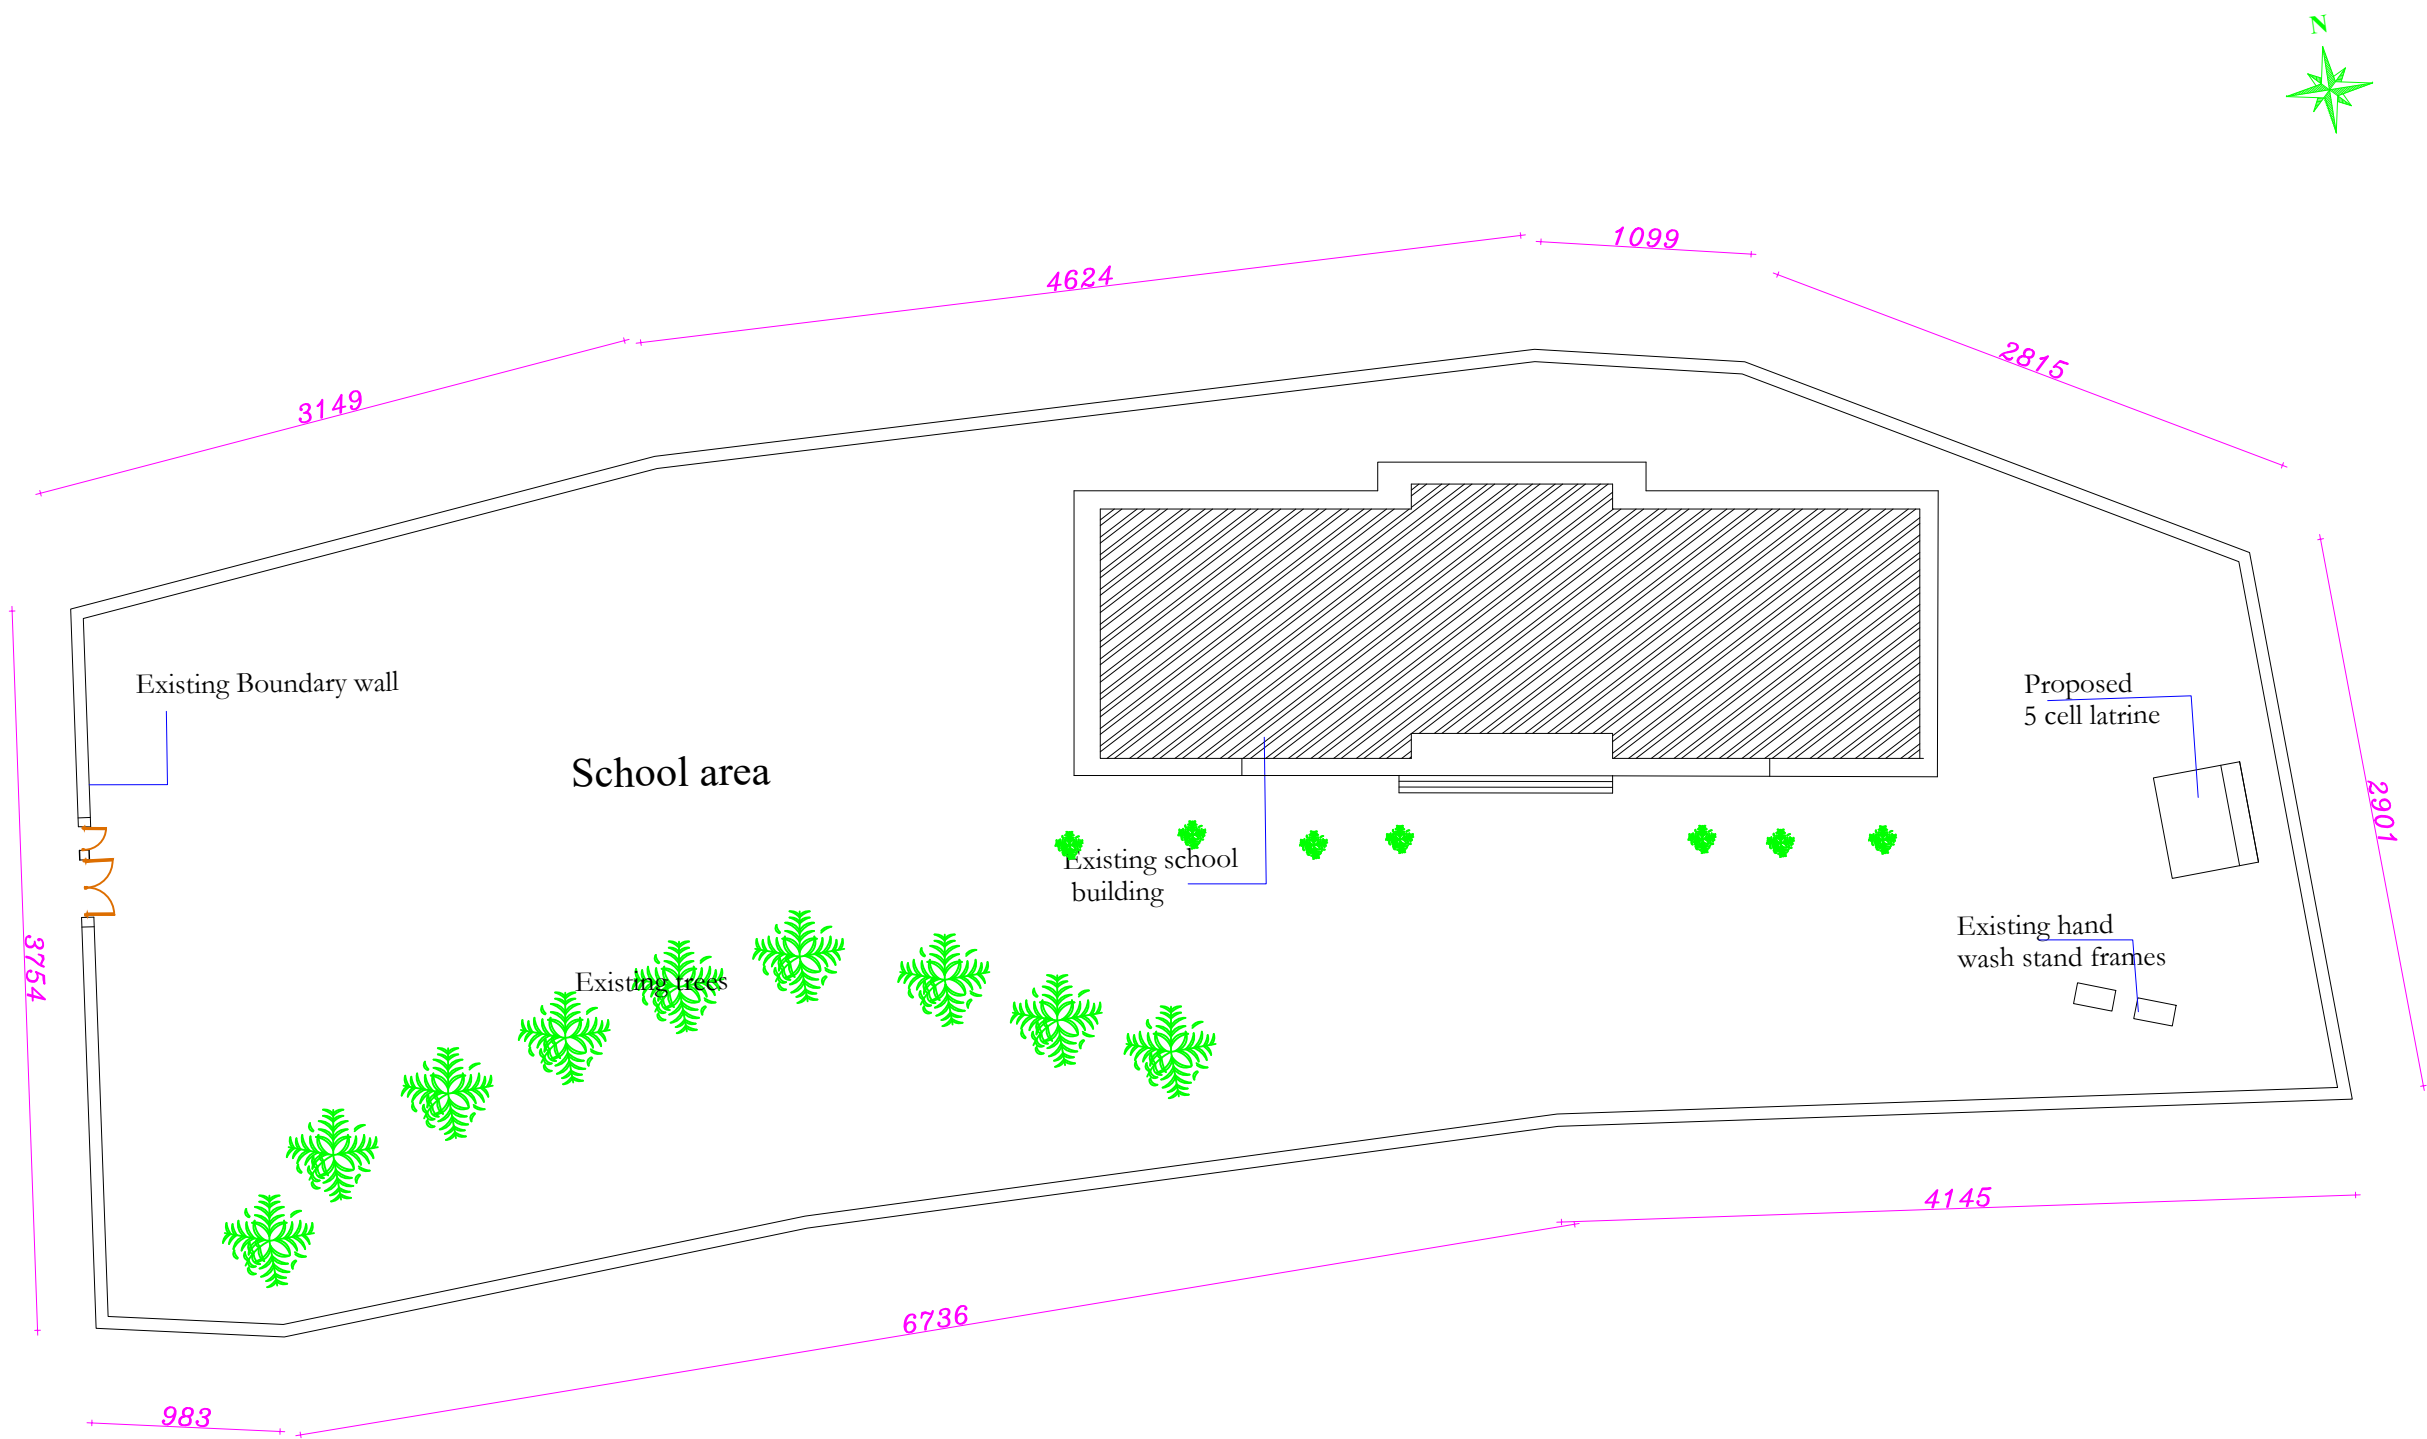 N
1099
4624
2815
3149
Existing Boundary wall
Proposed
5 cell latrine
School area
2901
Existing school
building
Existing hand
wash stand frames
3754
Existing trees
4145
6736
983